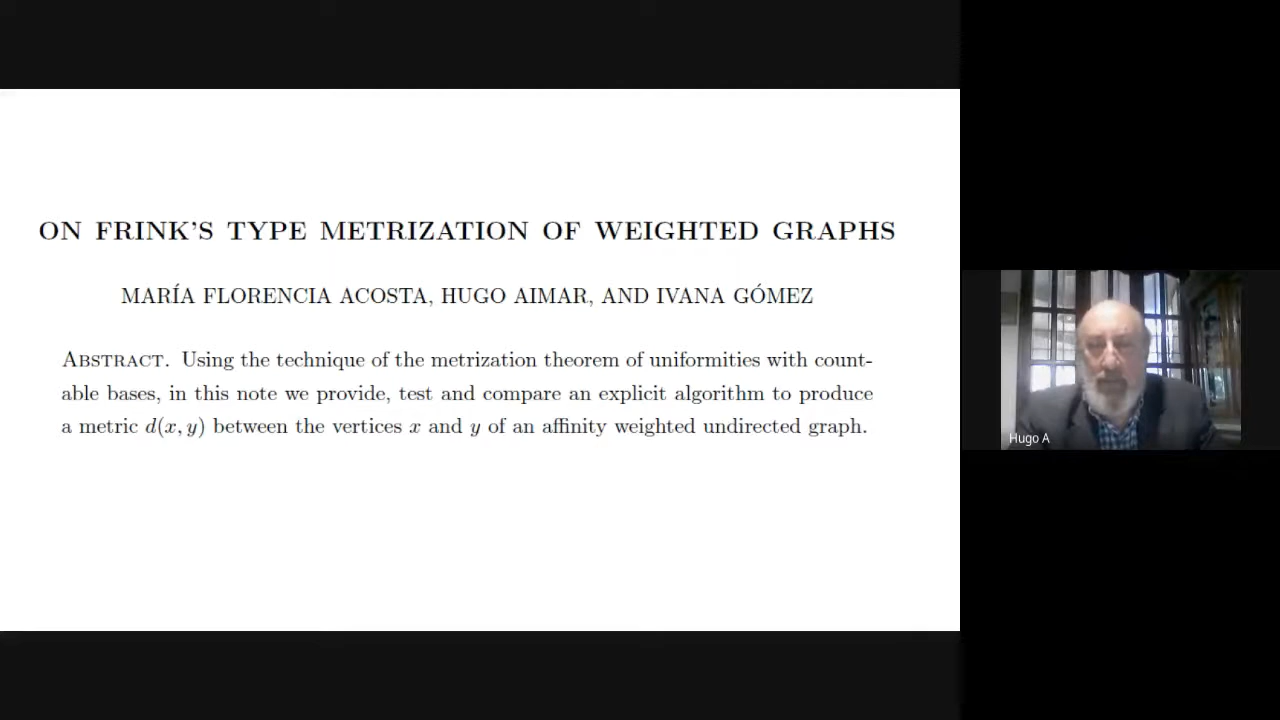 ON FRINK'S TYPE METRIZATION OF WEIGHTED GRAPHS
MARÍA FLORENCIA ACOSTA, HUGO AIMAR, AND IVANA GÓMEZ
ABSTRACT. Using the technique of the metrization theorem of uniformities with count-
able bases, in this note we provide, test and compare an explicit algorithm to produce
a metric d(x, y) between the vertices x and y of an affinity weighted undirected graph.
Hugo A